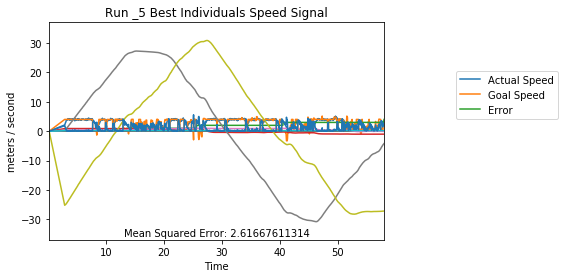 Run _5 Best Individuals Speed Signal
meters / second
30
20
10
0
−10
−20
−30
Actual Speed
Goal Speed
Error
Mean Squared Error: 2.61667611314
10
20
30
40
50
Time